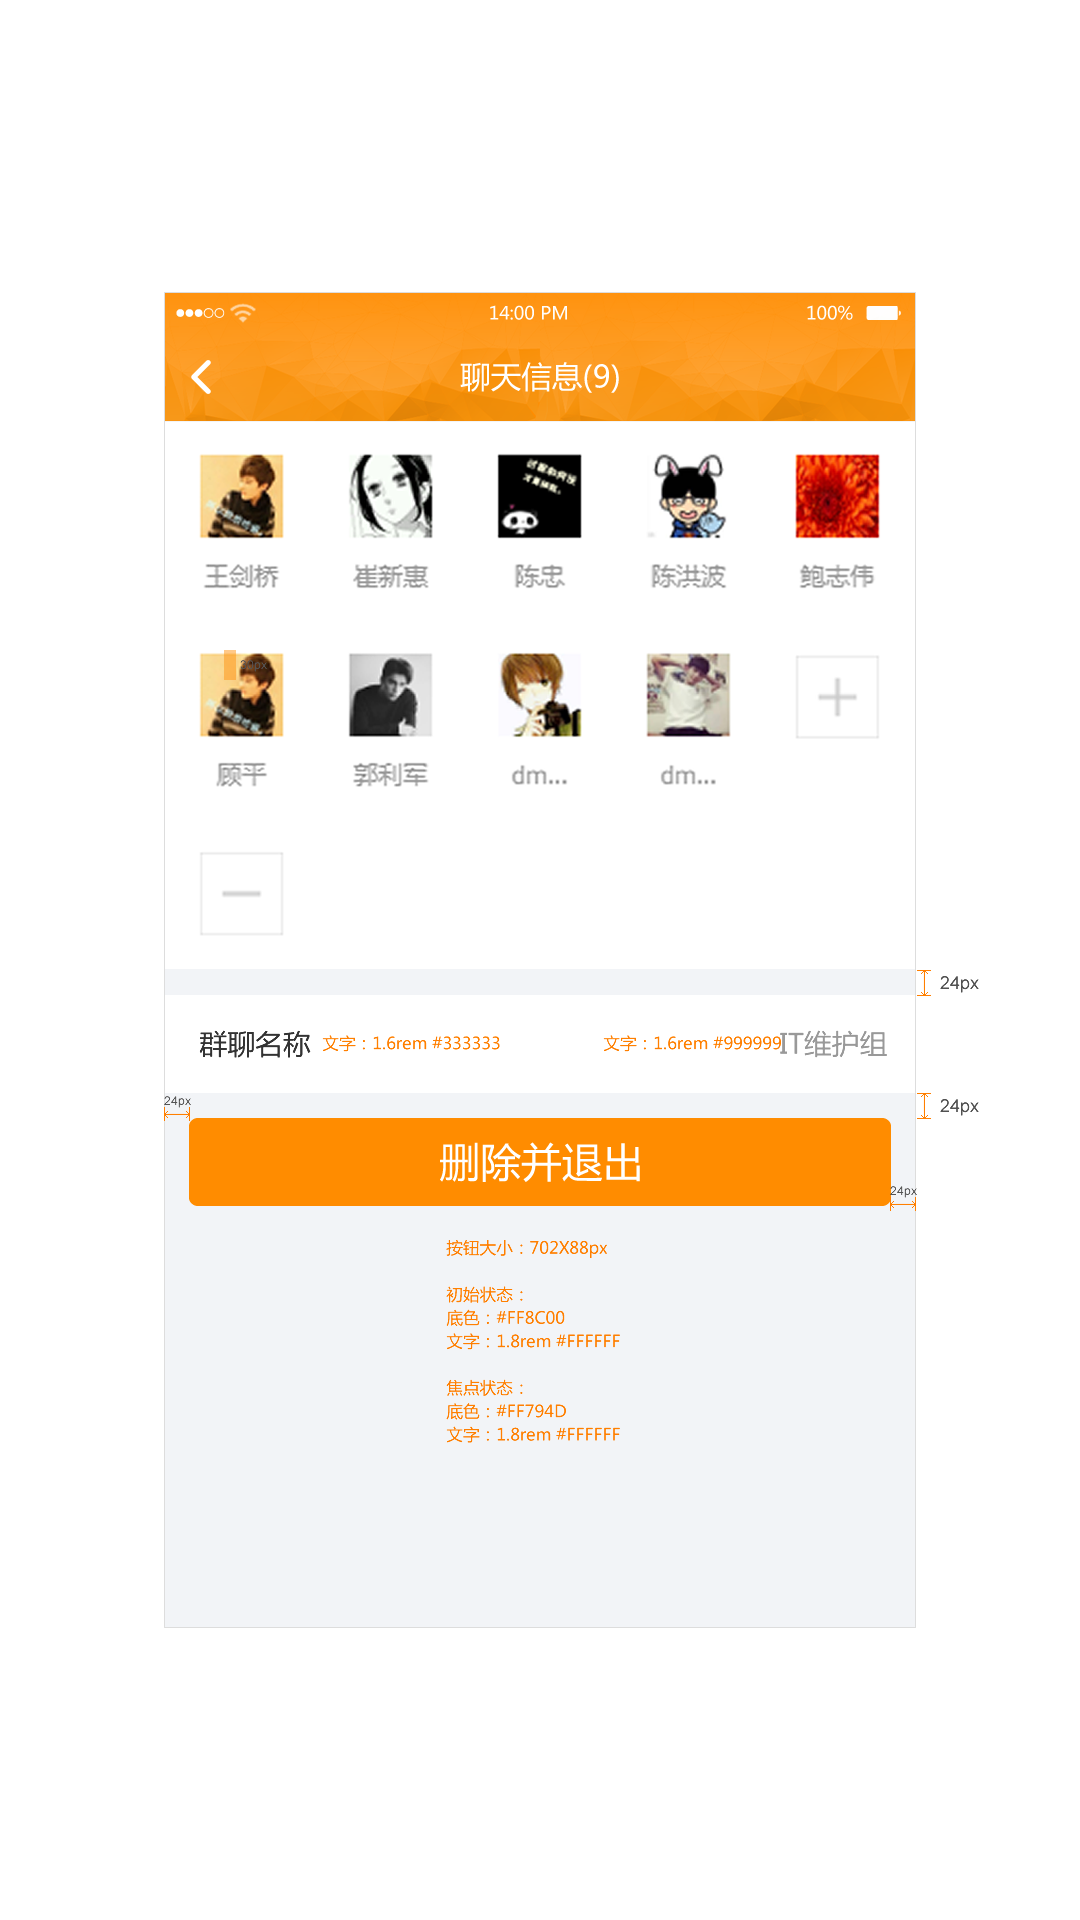 14:00 PM 100%
聊天信息(9)
王剑桥 崔新惠 陈忠 陈洪波 鲍志伟
24px
顾平 郭利军 dm... dm...
24px
群聊名称 文字：1.6rem #333333 文字：1.6rem #999999 IT维护组
24px
24px
删除并退出
24px
按钮大小：702X88px
初始状态：
底色：#FF8C00
文字：1.8rem #FFFFFF
焦点状态：
底色：#FF794D
文字：1.8rem #FFFFFF